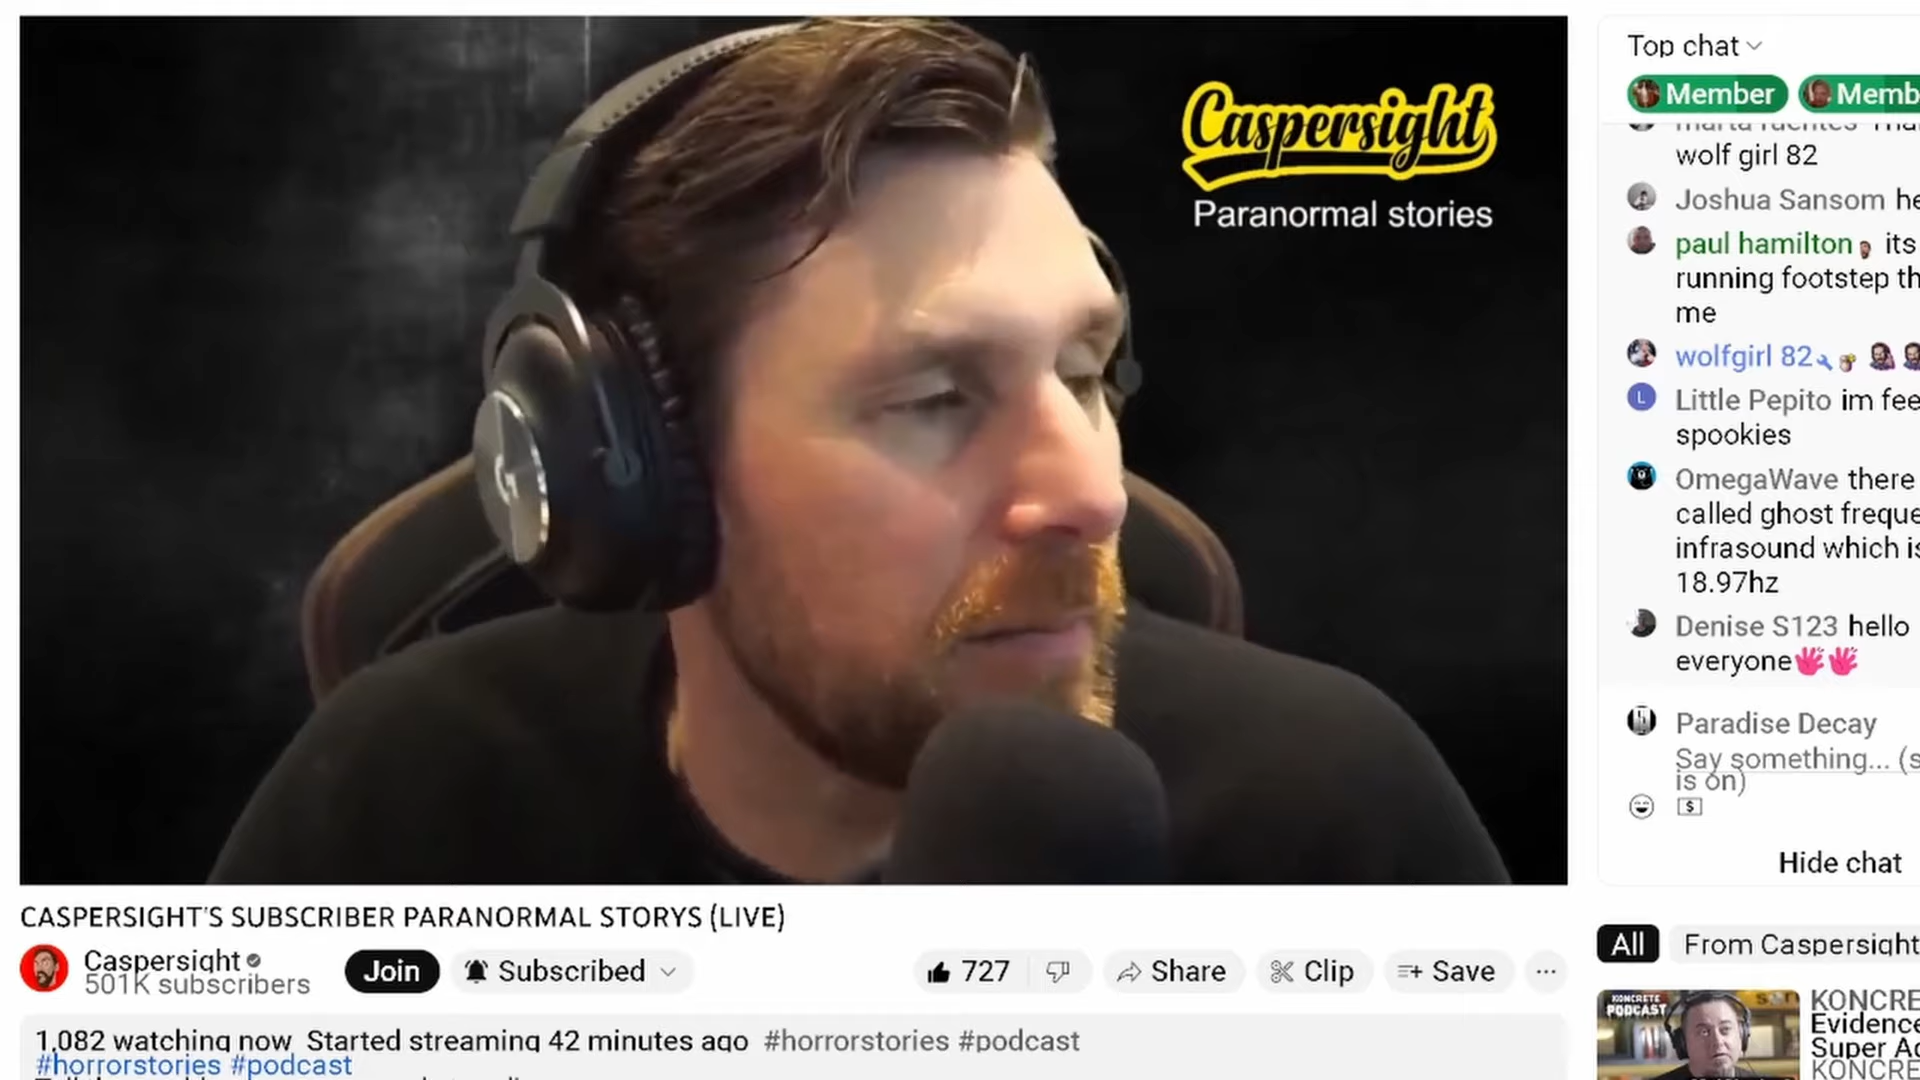 Caspersight
Paranormal stories
Top chat
Member
wolf girl 82
Joshua Sansom
paul hamilton its
running footstep
me
wolfgirl 82
L
Little Pepito im
spookies
OmegaWave there
called ghost
infrasound which
18.97hz
Denise S123 hello
everyone
Paradise Decay
Say something...
is on)
$
Hide chat
CASPERSIGHT'S SUBSCRIBER PARANORMAL STORYS (LIVE)
Caspersight
501K subscribers
Join
Subscribed
727
Share
Clip
Save
All
From Caspersight
1,082 watching now Started streaming 42 minutes ago #horrorstories #podcast
#horrorstories #podcast
KONCRETE
PODCAST
Evidence
Super